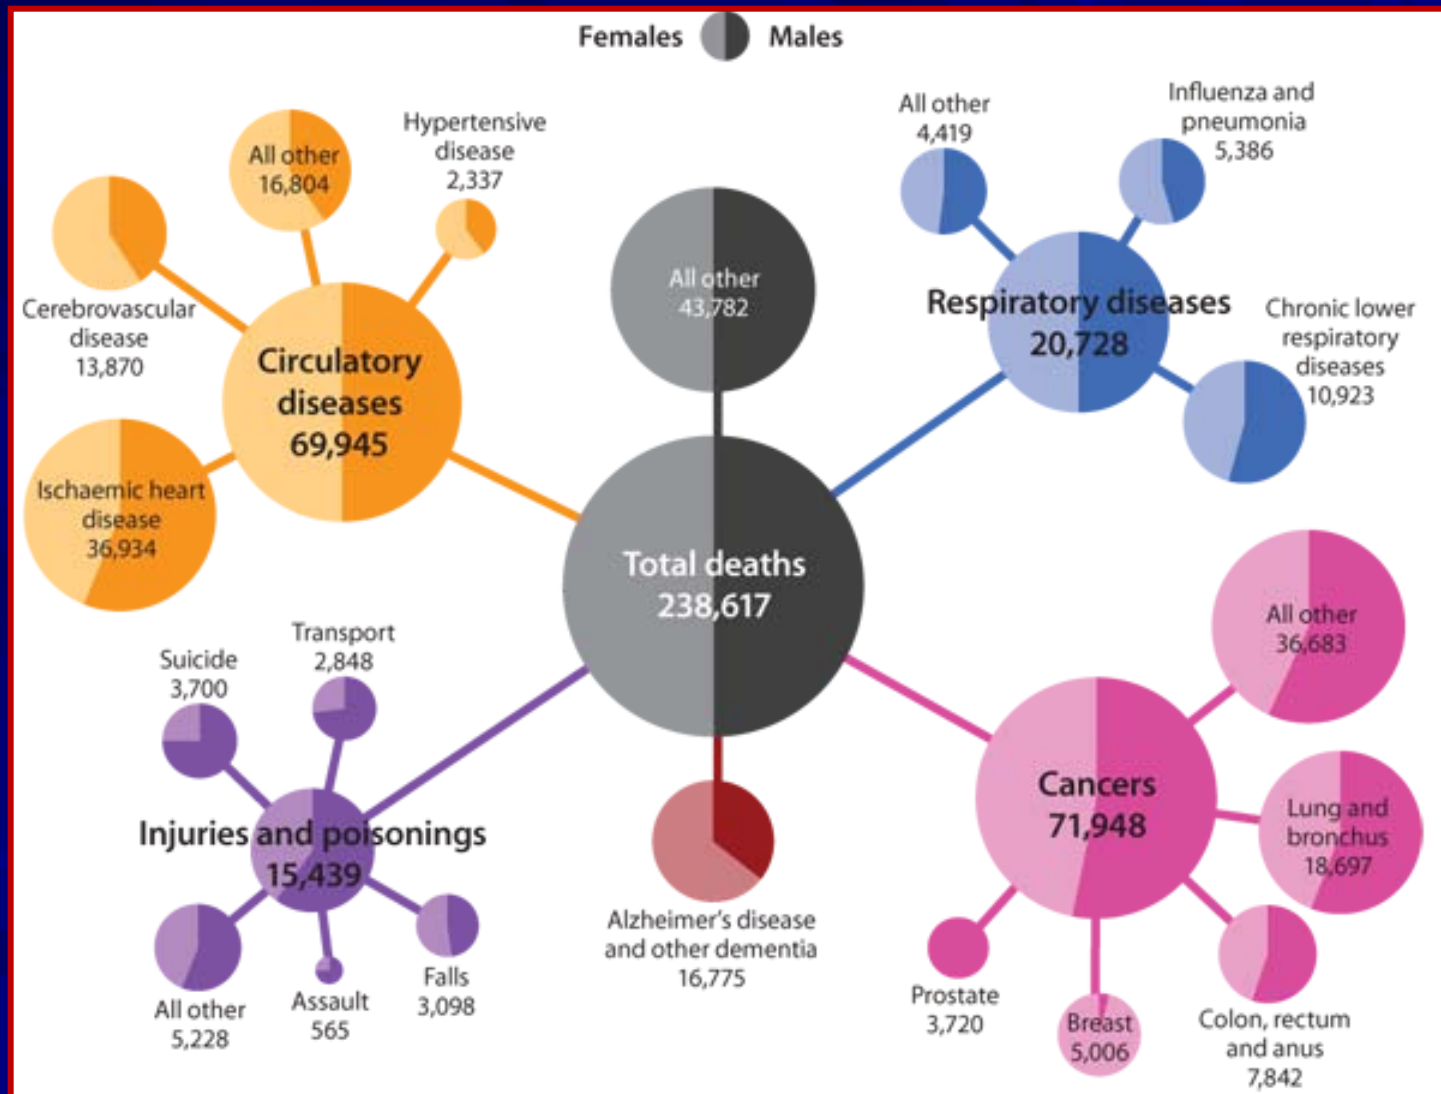 Females
Males
All other
16,804
Hypertensive
disease
2,337
Cerebrovascular
disease
13,870
Circulatory
diseases
69,945
Ischaemic heart
disease
36,934
All other
43,782
All other
4,419
Influenza and
pneumonia
5,386
Respiratory diseases
20,728
Chronic lower
respiratory
diseases
10,923
Total deaths
238,617
Suicide
3,700
Transport
2,848
Injuries and poisonings
15,439
All other
5,228
Assault
565
Falls
3,098
Alzheimer's disease
and other dementia
16,775
All other
36,683
Cancers
71,948
Lung and
bronchus
18,697
Prostate
3,720
Breast
5,006
Colon, rectum
and anus
7,842